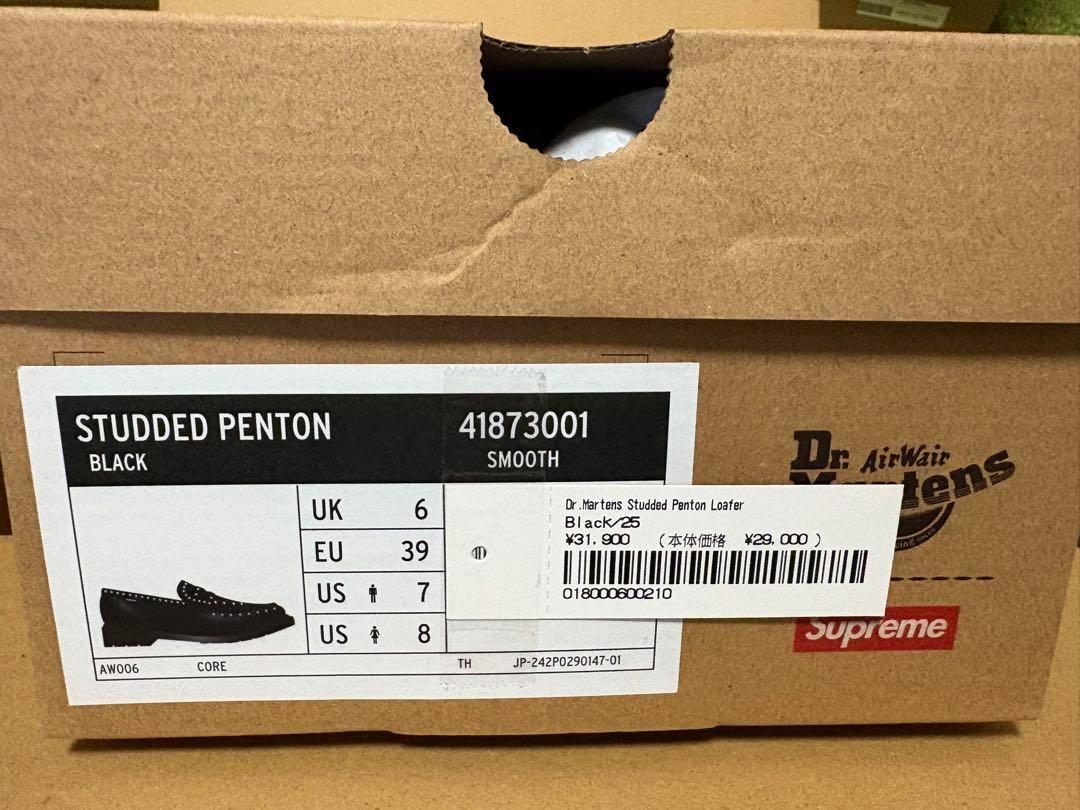 STUDDED PENTON
BLACK
41873001
SMOOTH
UK 6
EU 39
US 7
US 8
AW006 CORE TH JP-242P0290147-01
Dr.Martens Studded Penton Loafer
Black/25
¥31,900 (本体価格 ¥29,000 )
018000600210
Dr. AirWair
Martens
Supreme